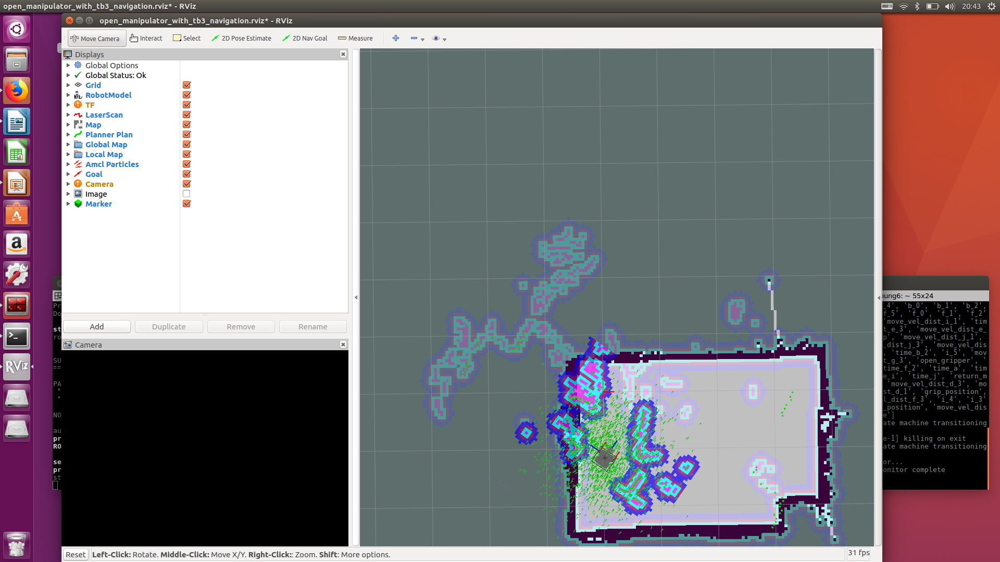 open_manipulator_with_tb3_navigation.rviz* - RViz
20:43
open_manipulator_with_tb3_navigation.rviz* - RViz
Move Camera Interact Select 2D Pose Estimate 2D Nav Goal Measure
Displays
Global Options
Global Status: Ok
Grid
RobotModel
TF
LaserScan
Map
Planner Plan
Global Map
Local Map
Amcl Particles
Goal
Camera
Image
Marker
Add Duplicate Remove Rename
Camera
Reset
Left-Click: Rotate. Middle-Click: Move X/Y. Right-Click:: Zoom. Shift: More options.
31 fps
a
RViz
Pr
Do
st
ro
SU
==
PA
*
*
NO
au
pr
RO
se
pr
st
oung6: ~ 55x24
_4', 'b_0', 'b_1', 'b_2',
f_5', 'f_0', 'f_1', 'f_2'
'move_vel_dist_i_1', 'tim
t_e_3', 'move_vel_dist_e_
p', 'move_vel_dist_j_1',
_dist_j_3', 'move_vel_dis
, 'time_b_2', 'i_5', 'mov
t_g_3', 'open_gripper', '
time_f_2', 'time_a', 'tim
e_i', 'time_j', 'return_m
'move_vel_dist_d_3', 'mo
st_d_1', 'grip_position',
l_dist_f_3', 'i_4', 'i_3'
_position', 'move_vel_dis
e']
ate machine transitioning
e-1] killing on exit
ate machine transitioning
or...
onitor complete